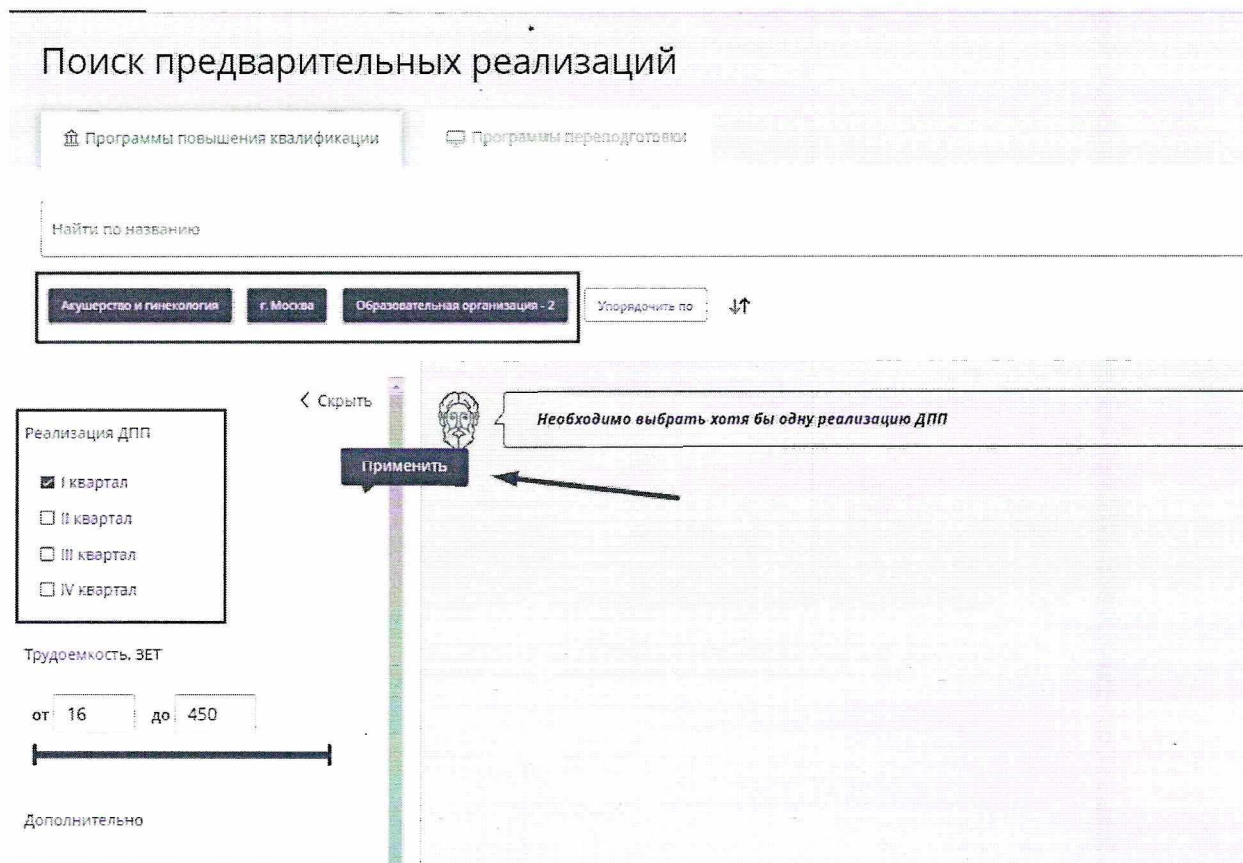 Поиск предварительных реализаций
Программы повышения квалификации
Программы переподготовки
Найти по названию
Акушерство и гинекология
г. Москва
Образовательная организация - 2
Упорядочить по
Скрыть
Реализация ДПП
I квартал
II квартал
III квартал
IV квартал
Необходимо выбрать хотя бы одну реализацию ДПП
Применить
Трудоемкость, ЗЕТ
от 16 до 450
Дополнительно